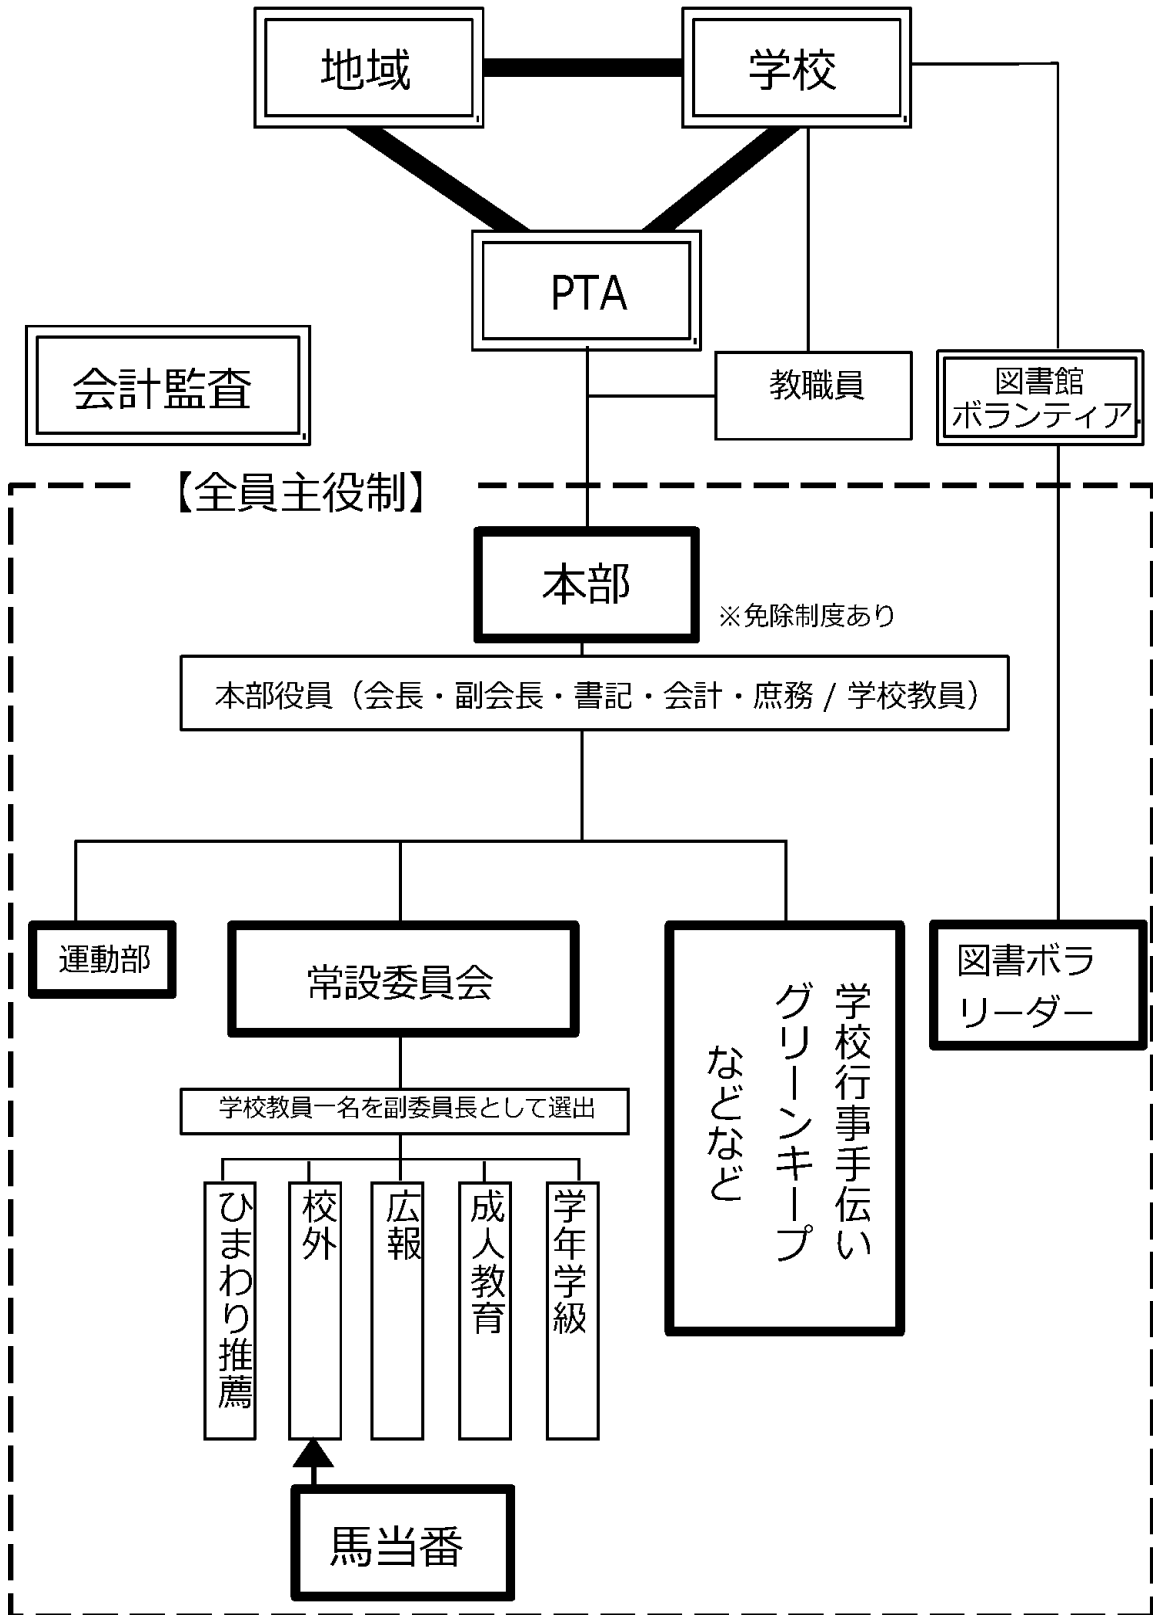 地域
学校
PTA
会計監査
教職員
図書館
ボランティア
【全員主役制】
本部
※免除制度あり
本部役員（会長・副会長・書記・会計・庶務 / 学校教員）
運動部
常設委員会
学校行事手伝い
グリーンキープ
などなど
図書ボラ
リーダー
学校教員一名を副委員長として選出
ひまわり推薦
校外
広報
成人教育
学年学級
馬当番